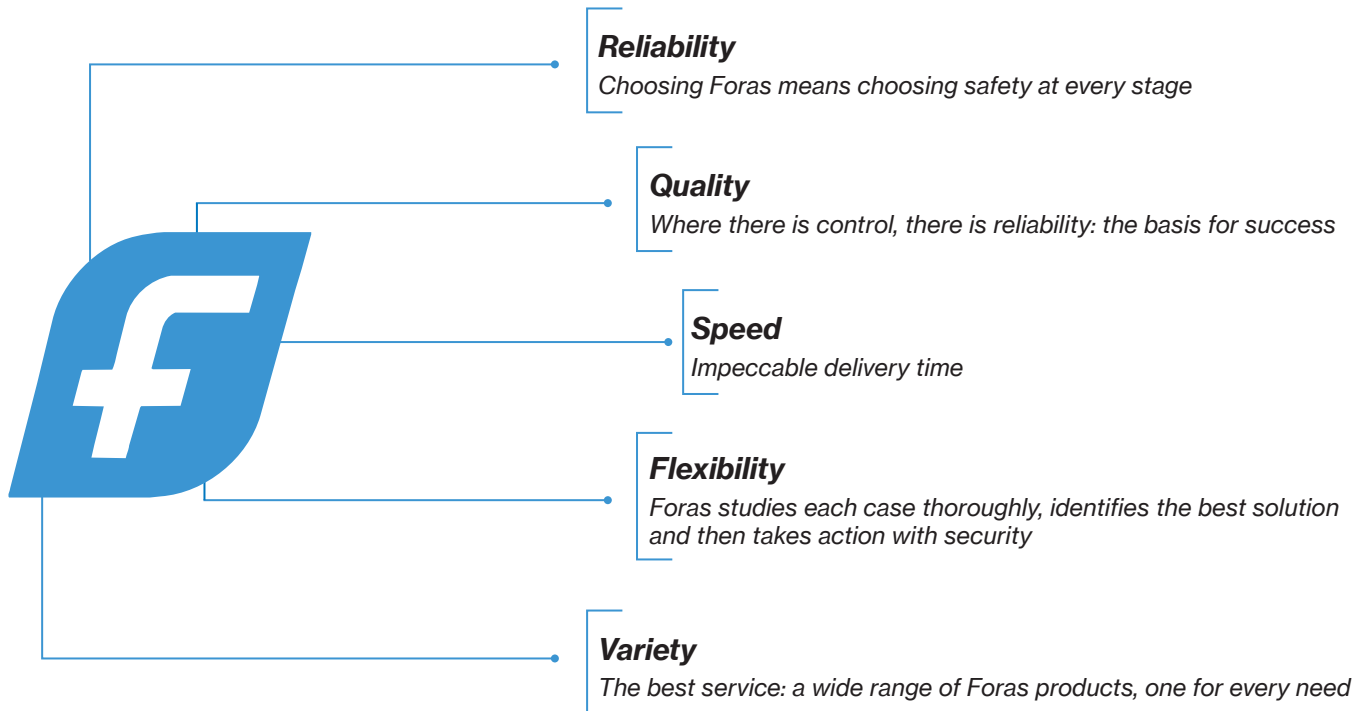 Reliability
Choosing Foras means choosing safety at every stage
Quality
Where there is control, there is reliability: the basis for success
Speed
Impeccable delivery time
Flexibility
Foras studies each case thoroughly, identifies the best solution
and then takes action with security
Variety
The best service: a wide range of Foras products, one for every need